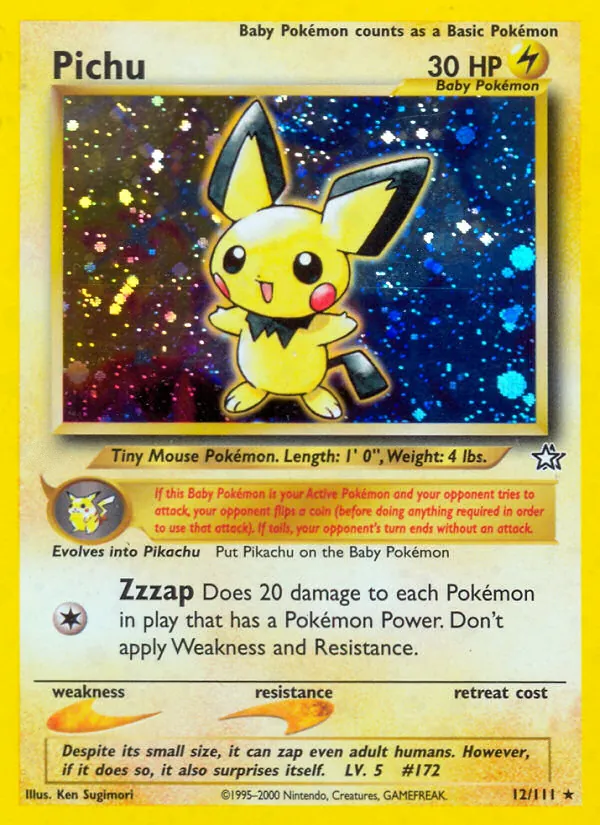 Baby Pokémon counts as a Basic Pokémon
Pichu
30 HP
Baby Pokémon
Tiny Mouse Pokémon. Length: 1' 0", Weight: 4 lbs.
If this Baby Pokémon is your Active Pokémon and your opponent tries to
attack, your opponent flips a coin (before doing anything required in order
to use that attack). If tails, your opponent's turn ends without an attack.
Evolves into Pikachu Put Pikachu on the Baby Pokémon
Zzzap Does 20 damage to each Pokémon
in play that has a Pokémon Power. Don't
apply Weakness and Resistance.
weakness resistance retreat cost
Despite its small size, it can zap even adult humans. However,
if it does so, it also surprises itself. LV. 5 #172
Illus. Ken Sugimori ©1995–2000 Nintendo, Creatures, GAMEFREAK. 12/111 ★